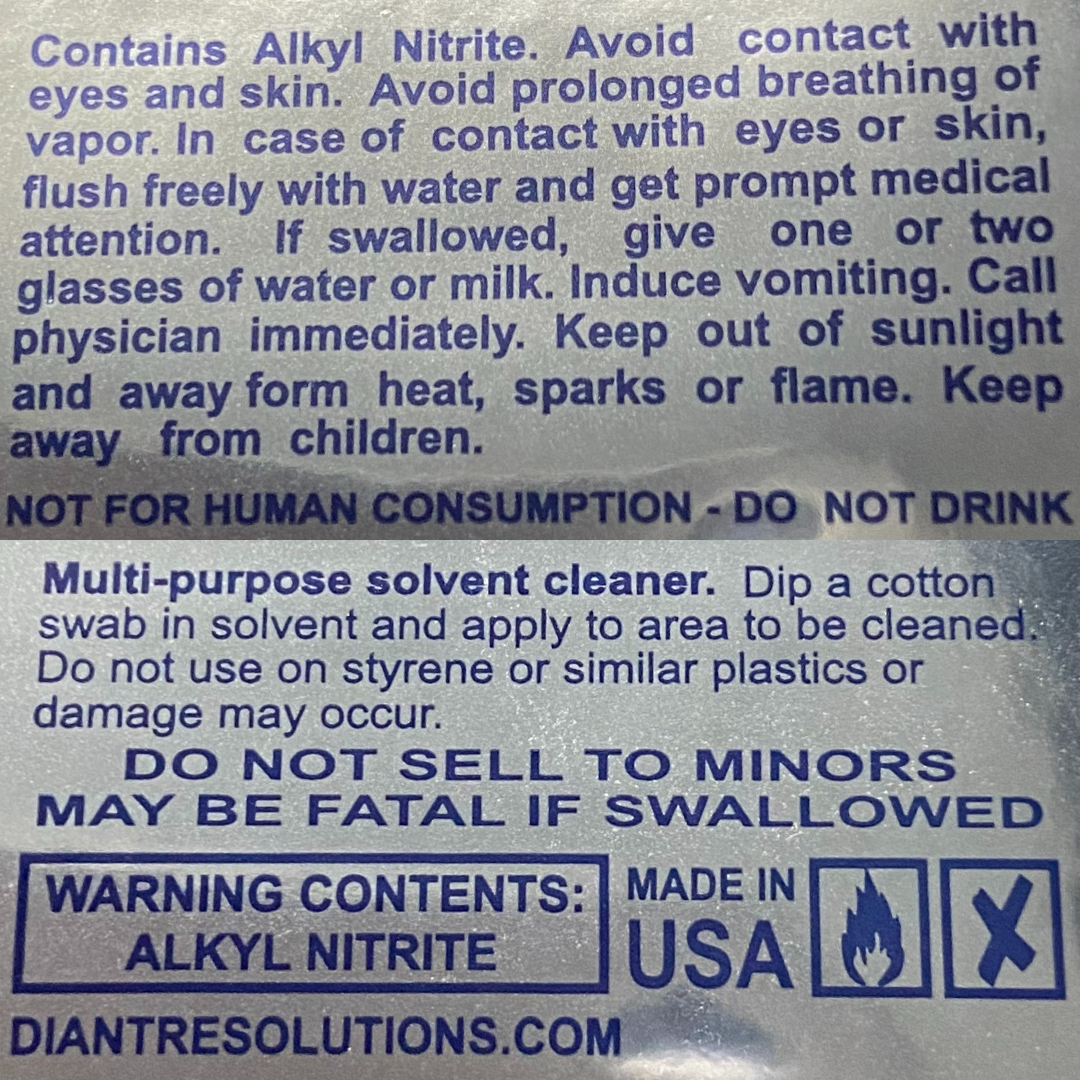 Contains Alkyl Nitrite. Avoid contact with
eyes and skin. Avoid prolonged breathing of
vapor. In case of contact with eyes or skin,
flush freely with water and get prompt medical
attention. If swallowed, give one or two
glasses of water or milk. Induce vomiting. Call
physician immediately. Keep out of sunlight
and away form heat, sparks or flame. Keep
away from children.
NOT FOR HUMAN CONSUMPTION - DO NOT DRINK
Multi-purpose solvent cleaner. Dip a cotton
swab in solvent and apply to area to be cleaned.
Do not use on styrene or similar plastics or
damage may occur.
DO NOT SELL TO MINORS
MAY BE FATAL IF SWALLOWED
WARNING CONTENTS:
ALKYL NITRITE
MADE IN
USA
DIANTRESOLUTIONS.COM